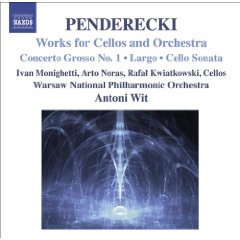 NAXOS
PENDERECKI
Works for Cellos and Orchestra
Concerto Grosso No. 1 • Largo • Cello Sonata
Ivan Monighetti, Arto Noras, Rafał Kwiatkowski, Cellos
Warsaw National Philharmonic Orchestra
Antoni Wit